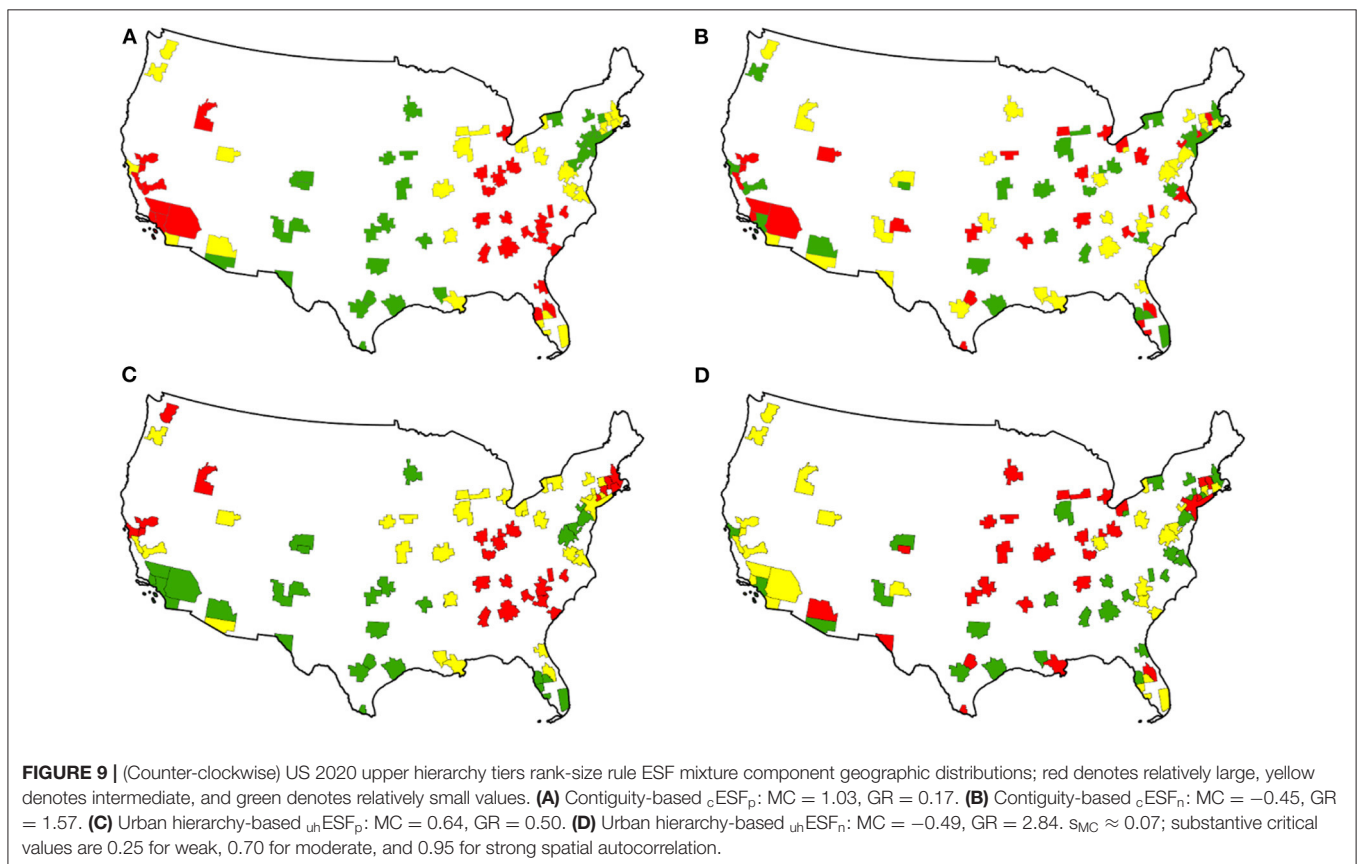 A
B
C
D
FIGURE 9 | (Counter-clockwise) US 2020 upper hierarchy tiers rank-size rule ESF mixture component geographic distributions; red denotes relatively large, yellow
denotes intermediate, and green denotes relatively small values. (A) Contiguity-based cESFp: MC = 1.03, GR = 0.17. (B) Contiguity-based cESFn: MC = −0.45, GR
= 1.57. (C) Urban hierarchy-based uhESFp: MC = 0.64, GR = 0.50. (D) Urban hierarchy-based uhESFn: MC = −0.49, GR = 2.84. sMC ≈ 0.07; substantive critical
values are 0.25 for weak, 0.70 for moderate, and 0.95 for strong spatial autocorrelation.